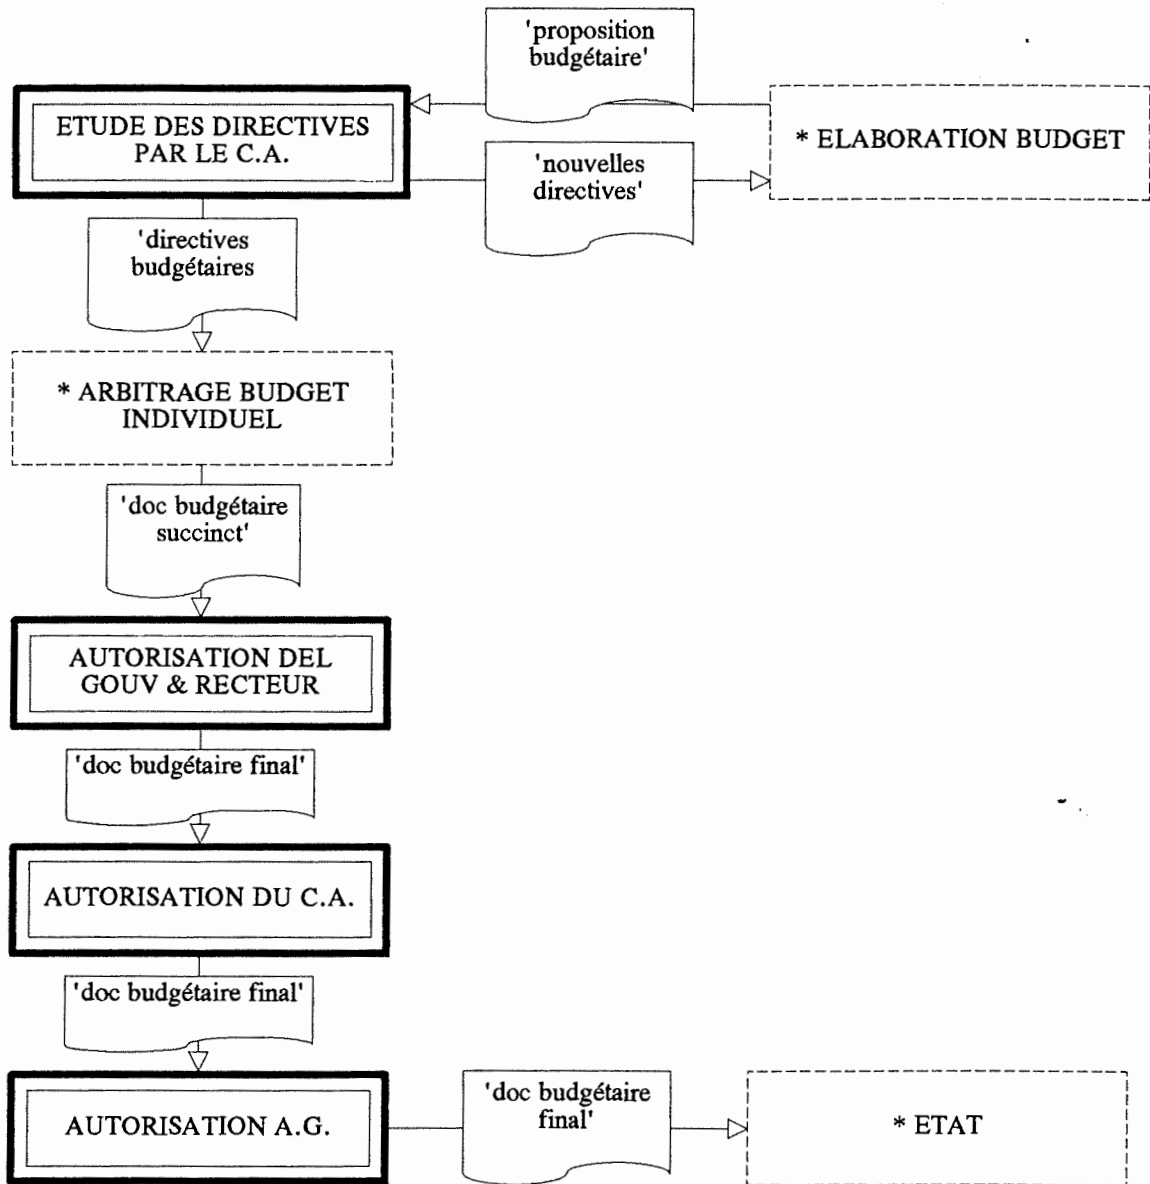 'proposition
budgétaire'
ETUDE DES DIRECTIVES
PAR LE C.A.
* ELABORATION BUDGET
'nouvelles
directives'
'directives
budgétaires
* ARBITRAGE BUDGET
INDIVIDUEL
'doc budgétaire
succinct'
AUTORISATION DEL
GOUV & RECTEUR
'doc budgétaire final'
AUTORISATION DU C.A.
'doc budgétaire final'
AUTORISATION A.G.
'doc budgétaire
final'
* ETAT